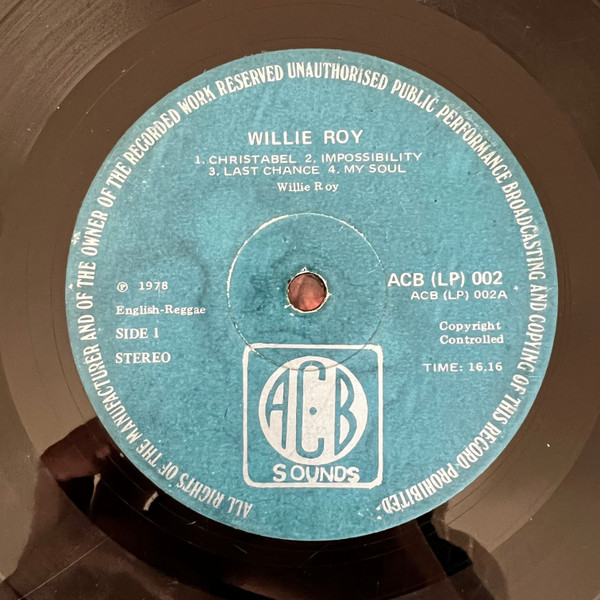 ALL RIGHTS OF THE MANUFACTURER AND OF THE OWNER OF THE RECORDED WORK RESERVED UNAUTHORISED PUBLIC PERFORMANCE BROADCASTING AND COPYING OF THIS RECORD PROHIBITED
WILLIE ROY
1. CHRISTABEL 2. IMPOSSIBILITY
3. LAST CHANCE 4. MY SOUL
Willie Roy
℗ 1978
English-Reggae
SIDE 1
STEREO
ACB (LP) 002
ACB (LP) 002A
Copyright
Controlled
TIME: 16.16
ACB
SOUNDS